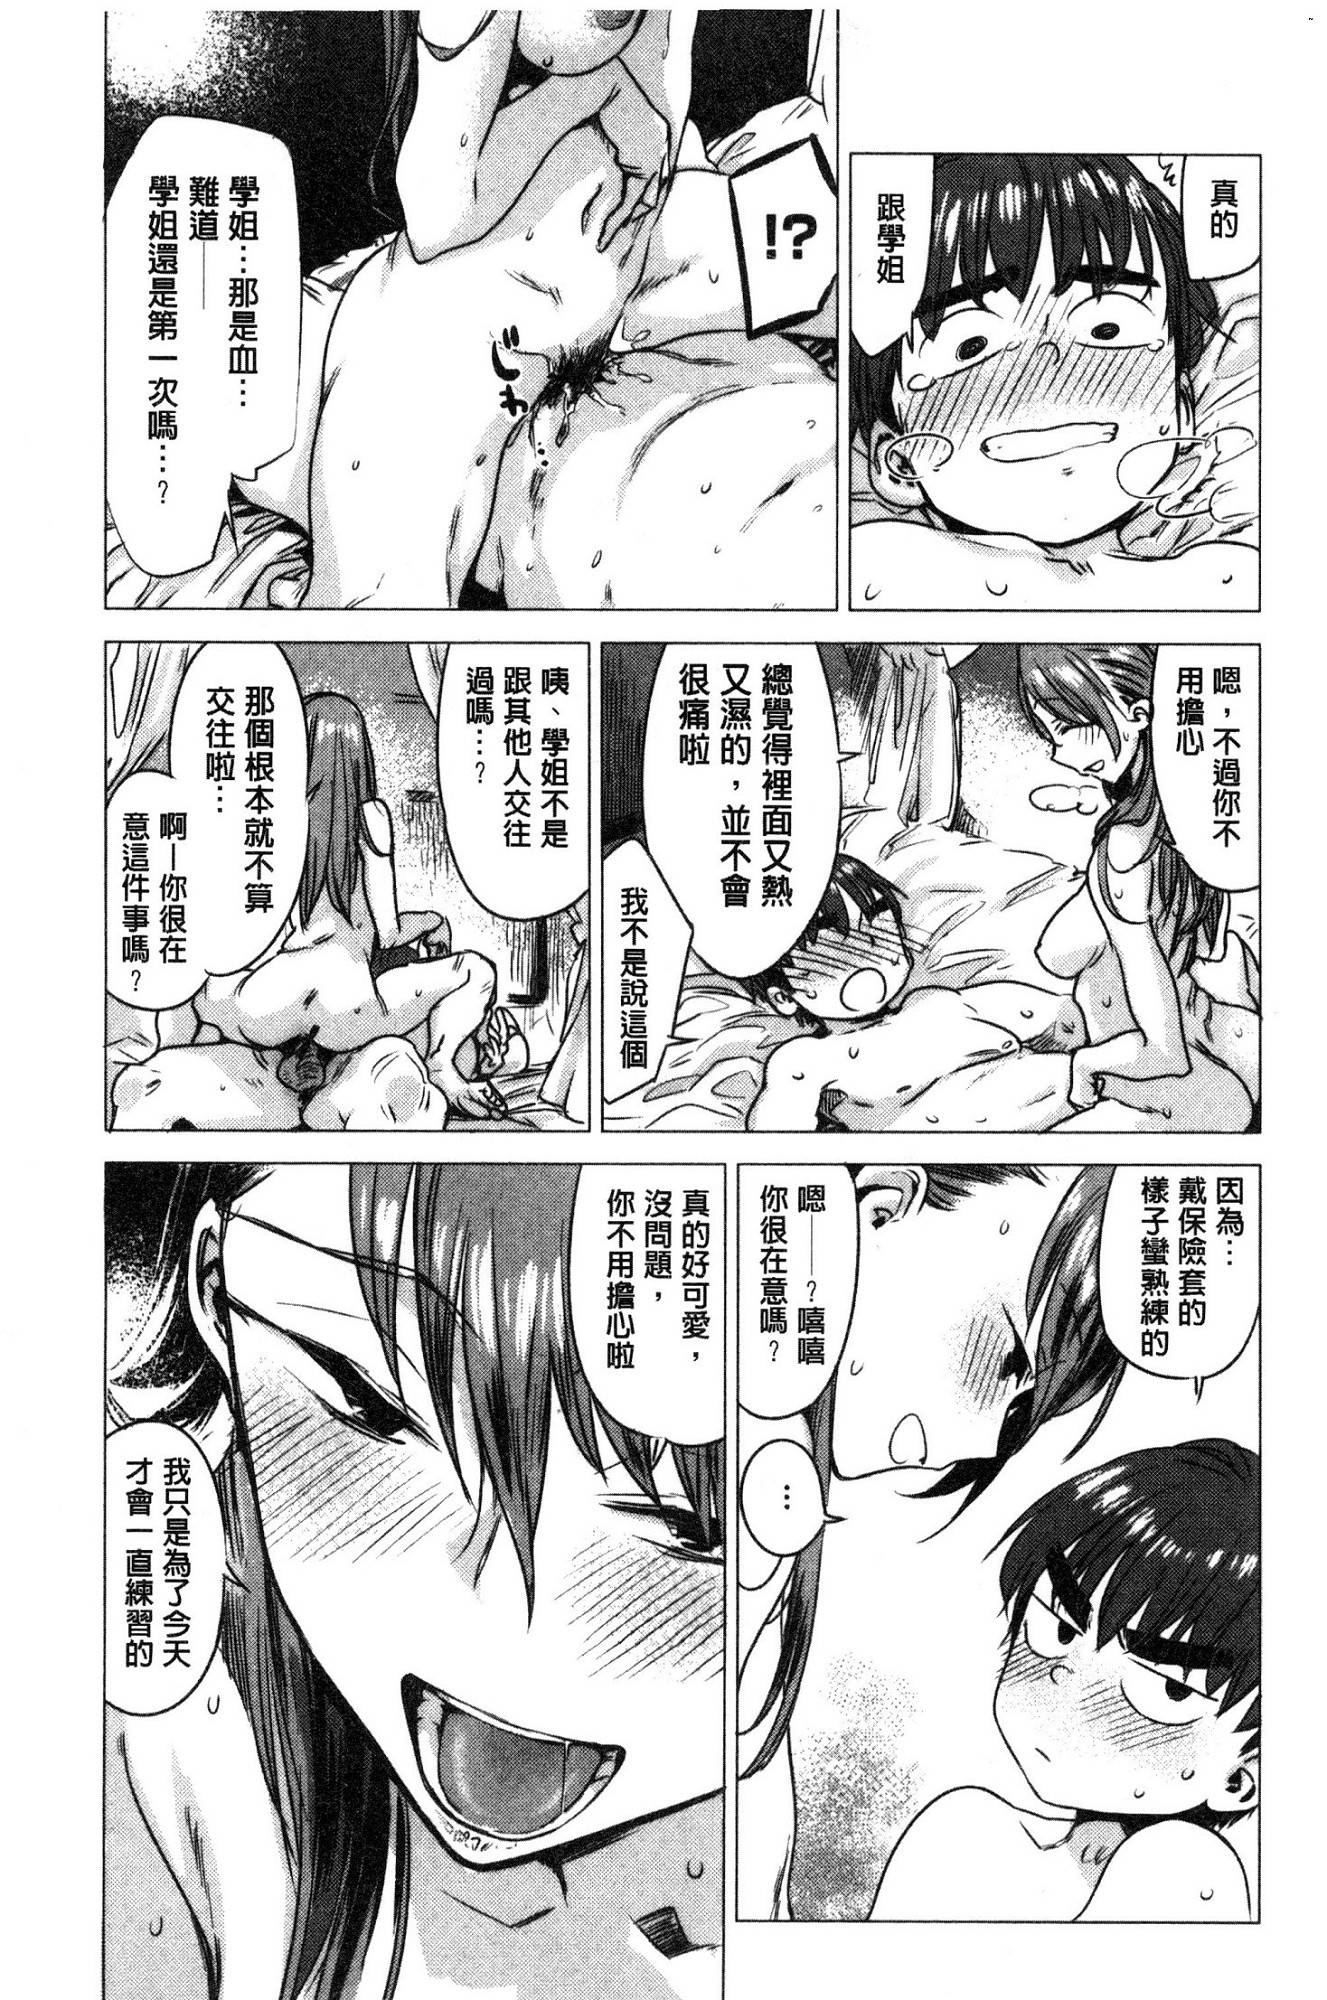 真的
跟學姐
!?
學姐…那是血…
難道——
學姐還是第一次嗎…?
嗯，不過你不
用擔心
總覺得裡面又熱
又濕的，並不會
很痛啦
我不是說這個
咦、學姐不是
跟其他人交往
過嗎…?
那個根本就不算
交往啦…
啊—你很在
意這件事嗎?
因為…
戴保險套的
樣子蠻熟練的
嗯——?嘻嘻
你很在意嗎?
…
真的好可愛，
沒問題，
你不用擔心啦
我只是為了今天
才會一直練習的